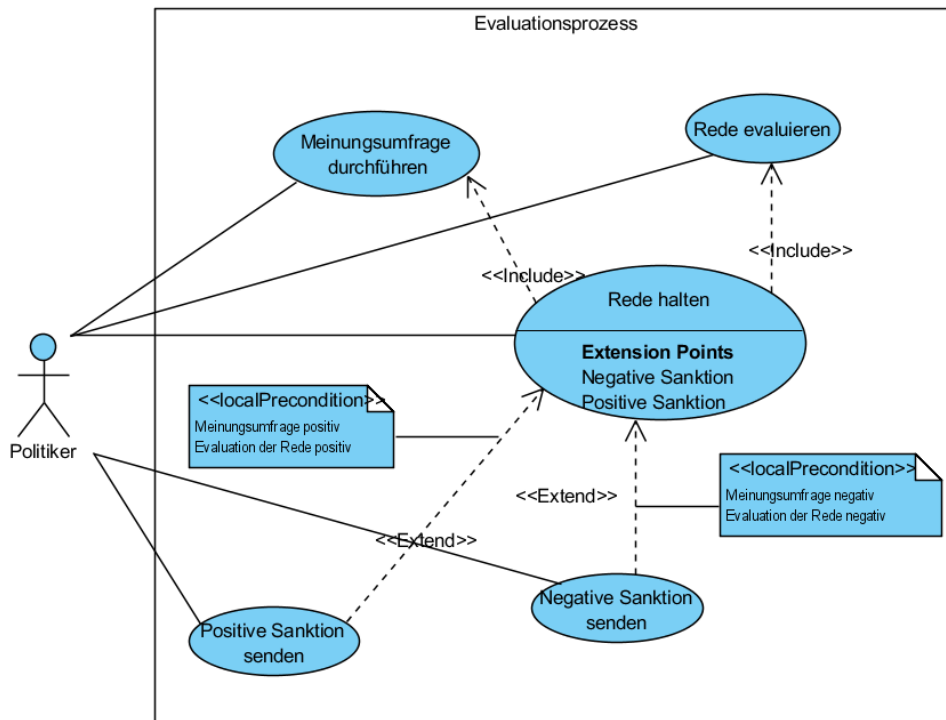 Evaluationsprozess
Meinungsumfrage
durchführen
Rede evaluieren
<<Include>>
<<Include>>
Rede halten
Extension Points
Negative Sanktion
Positive Sanktion
Politiker
<<localPrecondition>>
Meinungsumfrage positiv
Evaluation der Rede positiv
<<localPrecondition>>
Meinungsumfrage negativ
Evaluation der Rede negativ
<<Extend>>
<<Extend>>
Positive Sanktion
senden
Negative Sanktion
senden